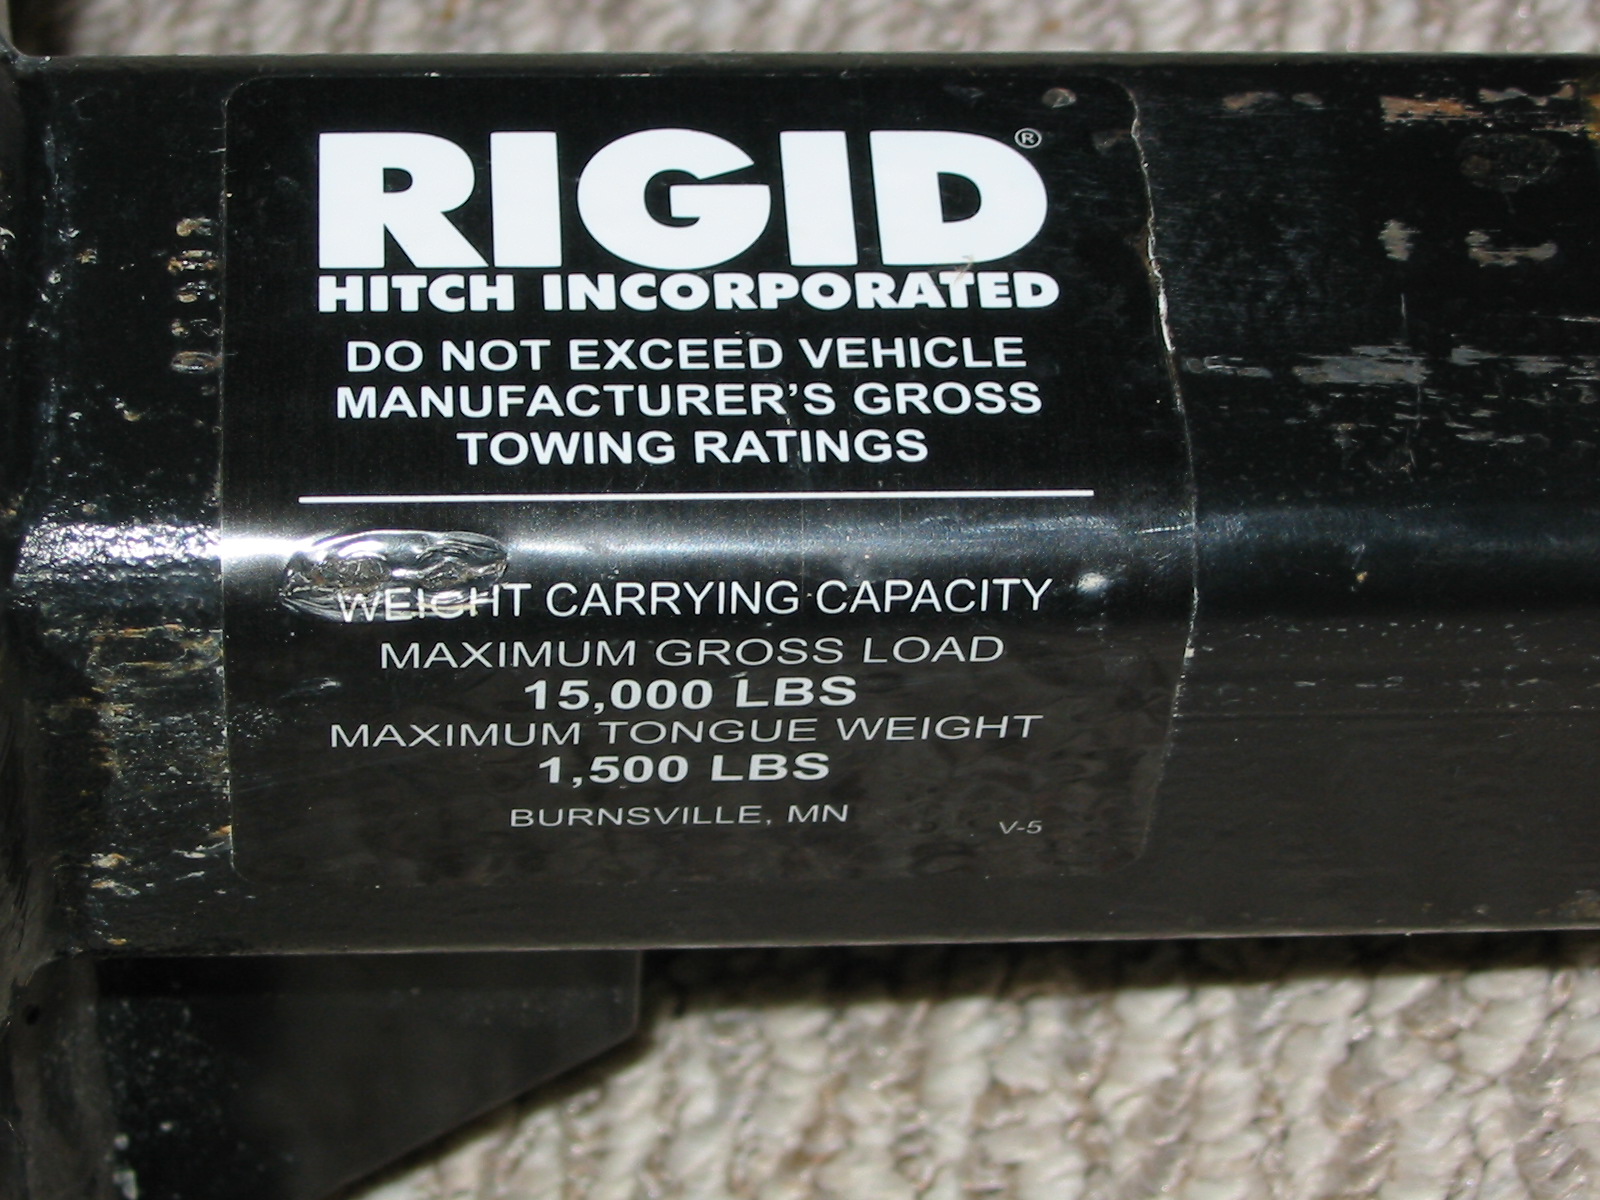 RIGID®
HITCH INCORPORATED
DO NOT EXCEED VEHICLE
MANUFACTURER'S GROSS
TOWING RATINGS
WEIGHT CARRYING CAPACITY
MAXIMUM GROSS LOAD
15,000 LBS
MAXIMUM TONGUE WEIGHT
1,500 LBS
BURNSVILLE, MN
V-5